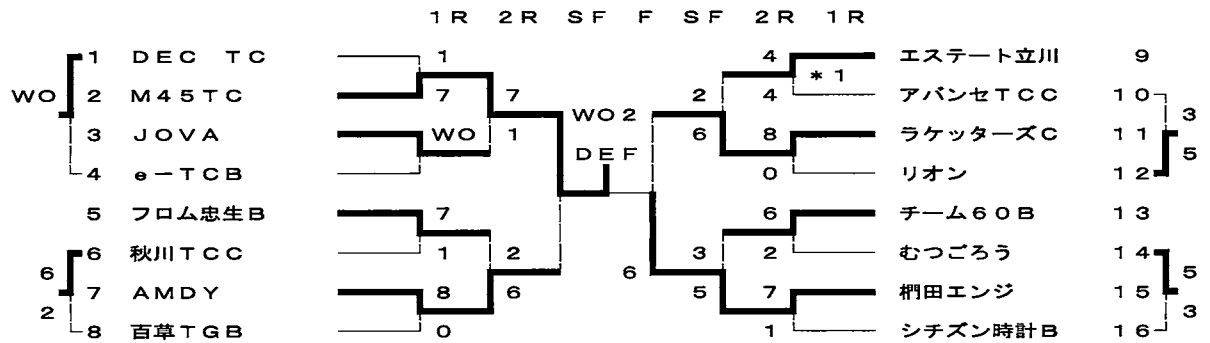 1R 2R SF F SF 2R 1R
1 DEC TC 1 4 エステート立川 9
*1
WO 2 M45TC 7 7 2 4 アバンセTCC 10
WO2 3
3 JOVA WO 1 6 8 ラケッターズC 11
DEF 5
4 e-TCB 0 リオン 12
5 フロム忠生B 7 6 チーム60B 13
6 秋川TCC 1 2 3 2 むつごろう 14
6 6 5
7 AMDY 8 6 5 7 椚田エンジ 15
2 3
8 百草TGB 0 1 シチズン時計B 16